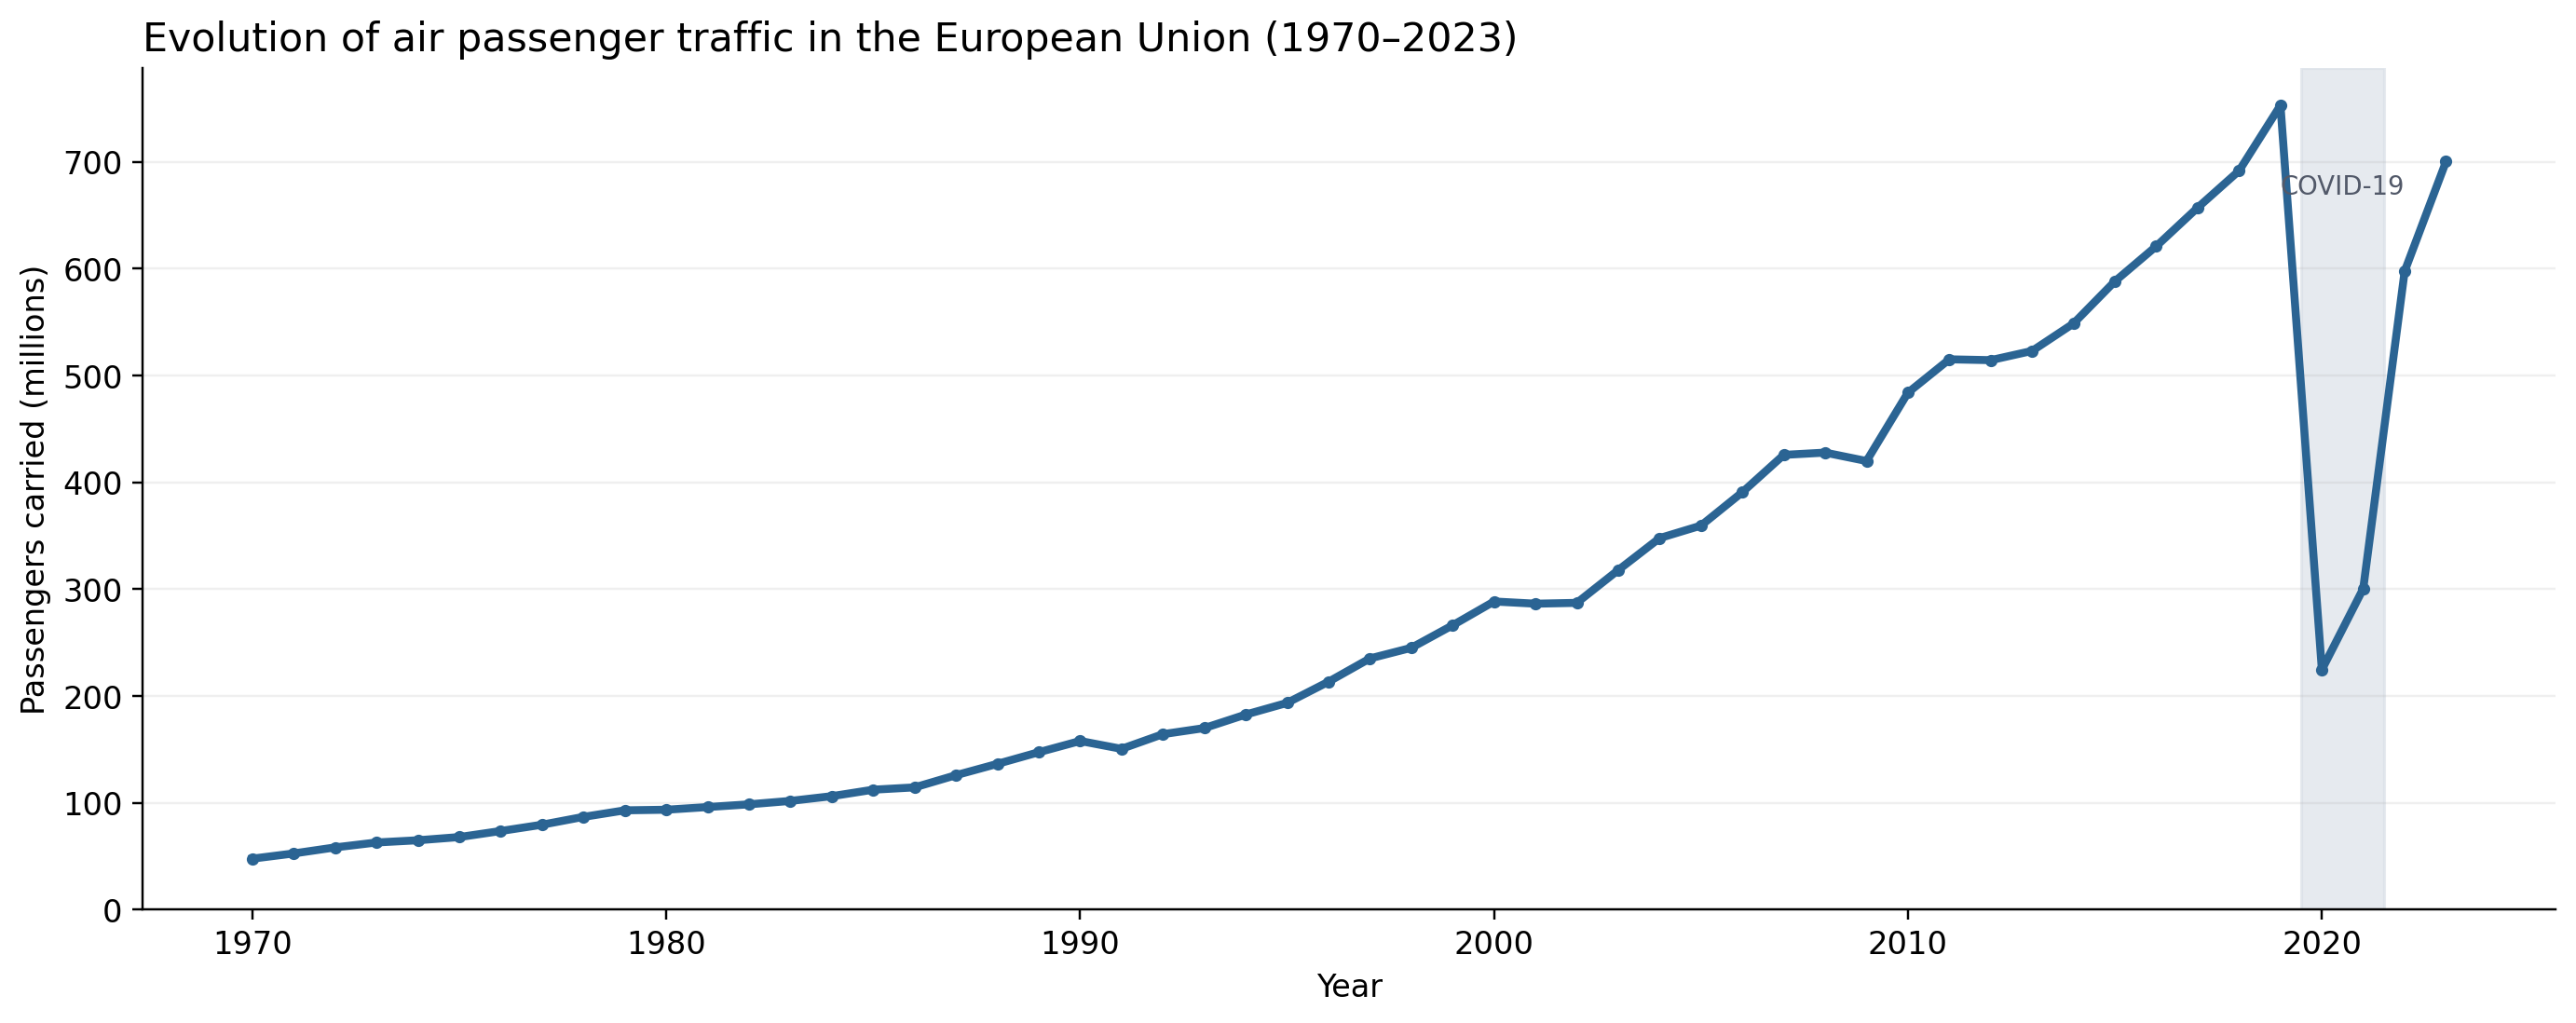 Evolution of air passenger traffic in the European Union (1970–2023)
Passengers carried (millions)
700
600
500
400
300
200
100
0
COVID-19
1970 1980 1990 2000 2010 2020
Year